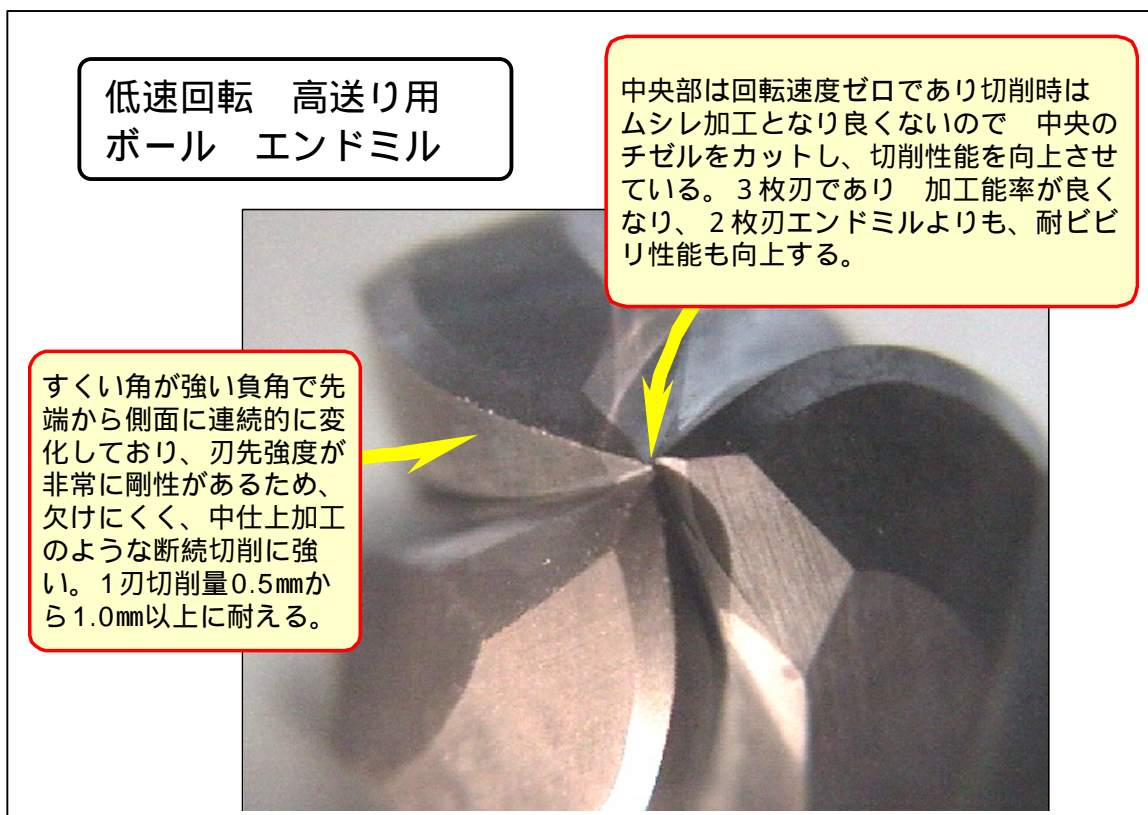 低速回転　高送り用
ボール　エンドミル
中央部は回転速度ゼロであり切削時は
ムシレ加工となり良くないので　中央の
チゼルをカットし、切削性能を向上させ
ている。３枚刃であり　加工能率が良く
なり、２枚刃エンドミルよりも、耐ビビ
リ性能も向上する。
すくい角が強い負角で先
端から側面に連続的に変
化しており、刃先強度が
非常に剛性があるため、
欠けにくく、中仕上加工
のような断続切削に強
い。１刃切削量0.5㎜か
ら1.0㎜以上に耐える。